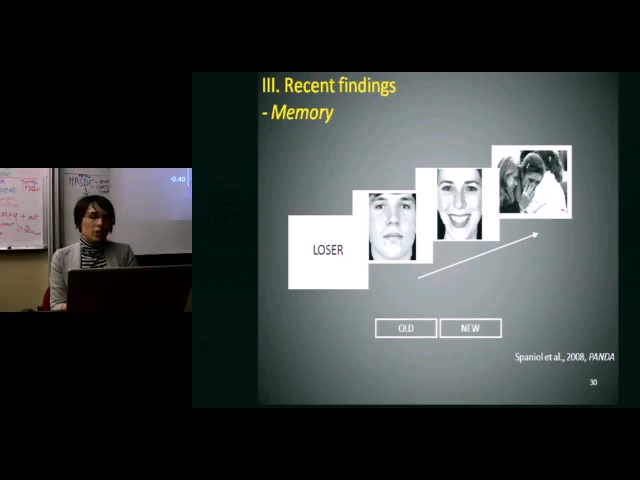 III. Recent findings
- Memory
LOSER
OLD
NEW
Spaniol et al., 2008, PANDA
30
-0.40